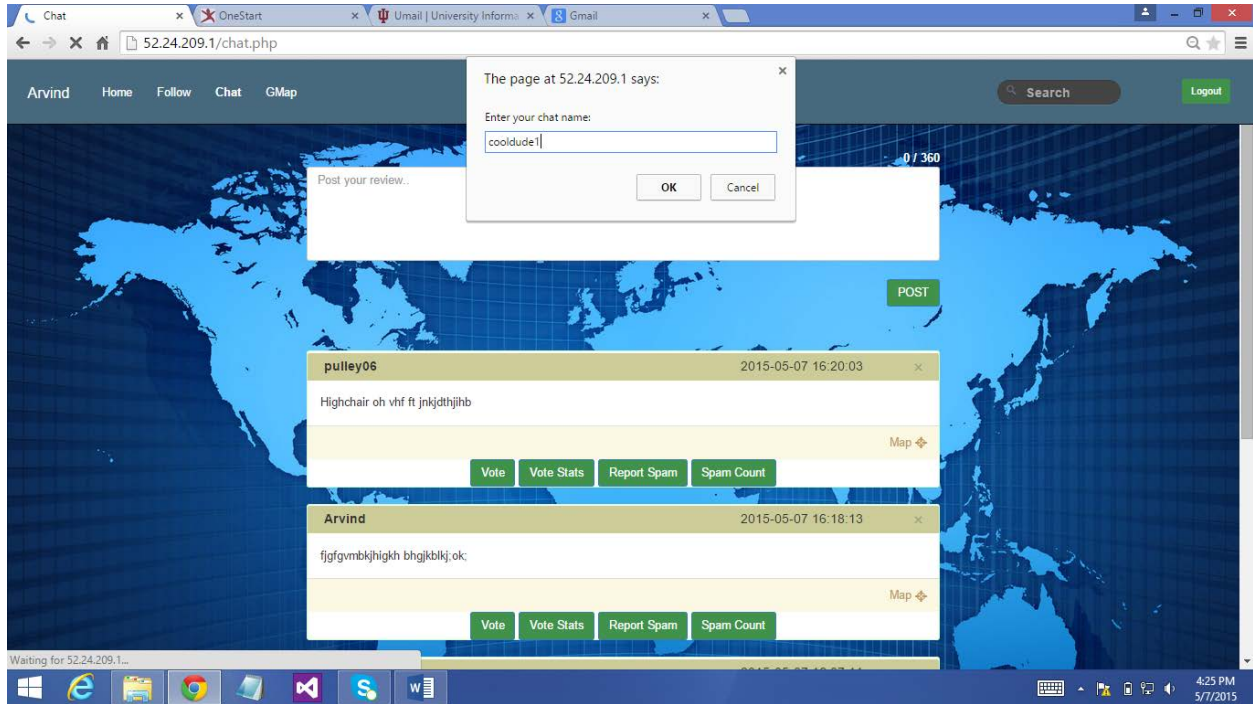 Chat
OneStart
Umail | University Informa
Gmail
52.24.209.1/chat.php
Arvind Home Follow Chat GMap
Search
Logout
The page at 52.24.209.1 says:
Enter your chat name:
cooldude1
OK Cancel
0 / 360
Post your review..
POST
pulley06 2015-05-07 16:20:03
Highchair oh vhf ft jnkjdthjihb
Map
Vote Vote Stats Report Spam Spam Count
Arvind 2015-05-07 16:18:13
fjgfgvmbkjhigkh bhgjkblkj;ok;
Map
Vote Vote Stats Report Spam Spam Count
Waiting for 52.24.209.1...
4:25 PM
5/7/2015